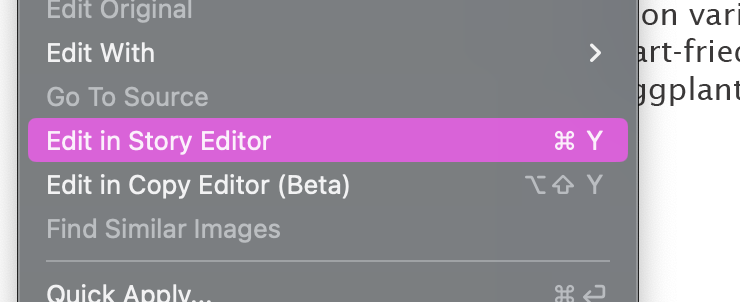 Edit Original
on vari
Edit With >
art-fried
Go To Source
ggplant
Edit in Story Editor ⌘ Y
Edit in Copy Editor (Beta) ⌥⇧ Y
Find Similar Images
Quick Apply... ⌘↩